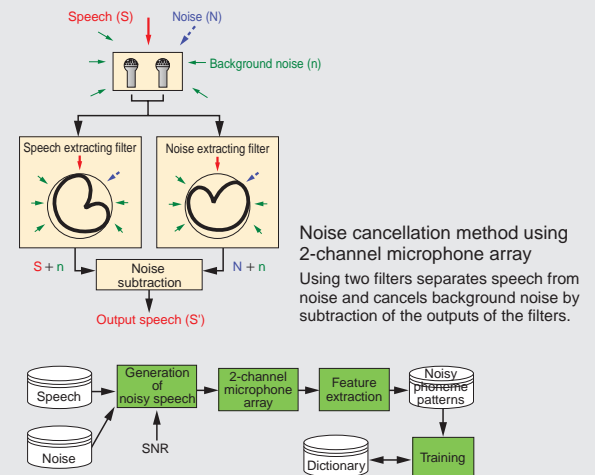 Speech (S)
Noise (N)
Background noise (n)
Speech extracting filter
Noise extracting filter
S + n
Noise
subtraction
N + n
Output speech (S')
Noise cancellation method using
2-channel microphone array
Using two filters separates speech from
noise and cancels background noise by
subtraction of the outputs of the filters.
Speech
Noise
Generation
of
noisy speech
SNR
2-channel
microphone
array
Feature
extraction
Noisy
phoneme
patterns
Dictionary
Training